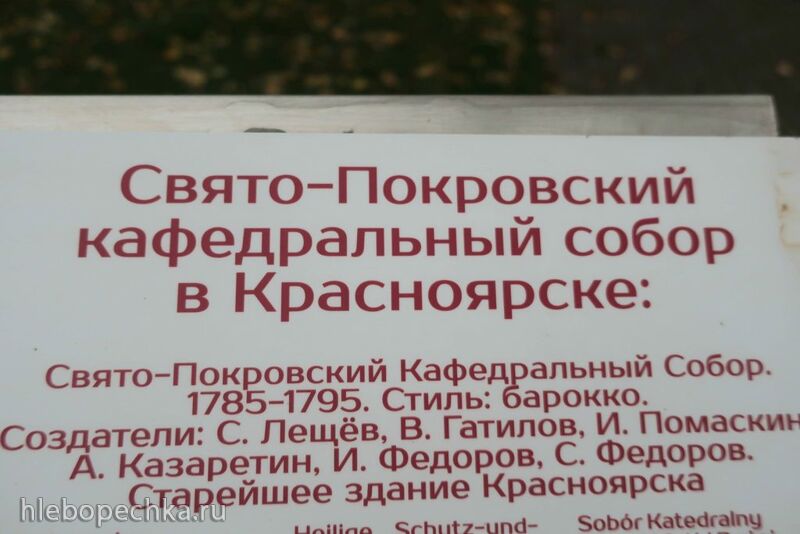 Свято-Покровский
кафедральный собор
в Красноярске:
Свято-Покровский Кафедральный Собор.
1785-1795. Стиль: барокко.
Создатели: С. Лещёв, В. Гатилов, И. Помаскин
А. Казаретин, И. Федоров, С. Федоров.
Старейшее здание Красноярска
Heilige Schutz-und-
Sobór Katedralny
hlebopechka.ru